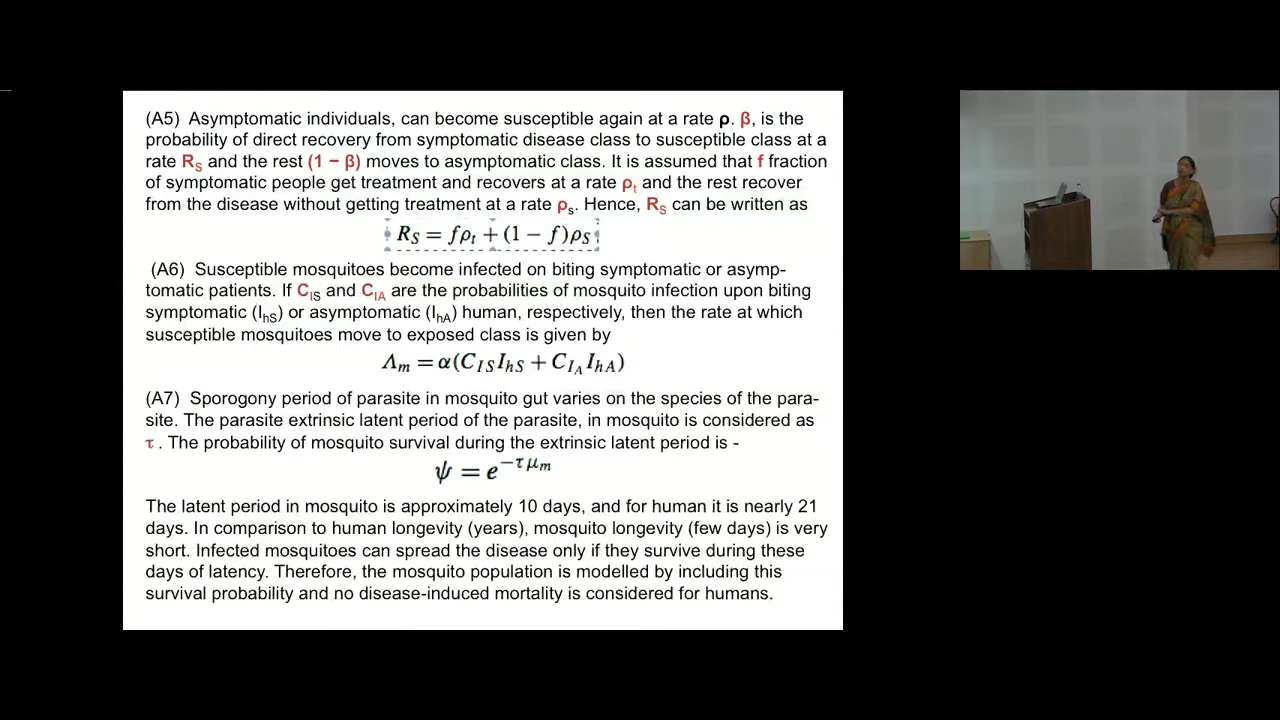 (A5) Asymptomatic individuals, can become susceptible again at a rate ρ. β, is the
probability of direct recovery from symptomatic disease class to susceptible class at a
rate R_S and the rest (1 − β) moves to asymptomatic class. It is assumed that f fraction
of symptomatic people get treatment and recovers at a rate ρ_t and the rest recover
from the disease without getting treatment at a rate ρ_s. Hence, R_S can be written as
R_S = fρ_t + (1 − f)ρ_S
(A6) Susceptible mosquitoes become infected on biting symptomatic or asymp-
tomatic patients. If C_IS and C_IA are the probabilities of mosquito infection upon biting
symptomatic (I_hS) or asymptomatic (I_hA) human, respectively, then the rate at which
susceptible mosquitoes move to exposed class is given by
Λ_m = α(C_IS I_hS + C_I_A I_hA)
(A7) Sporogony period of parasite in mosquito gut varies on the species of the para-
site. The parasite extrinsic latent period of the parasite, in mosquito is considered as
τ . The probability of mosquito survival during the extrinsic latent period is -
ψ = e^{−τμ_m}
The latent period in mosquito is approximately 10 days, and for human it is nearly 21
days. In comparison to human longevity (years), mosquito longevity (few days) is very
short. Infected mosquitoes can spread the disease only if they survive during these
days of latency. Therefore, the mosquito population is modelled by including this
survival probability and no disease-induced mortality is considered for humans.